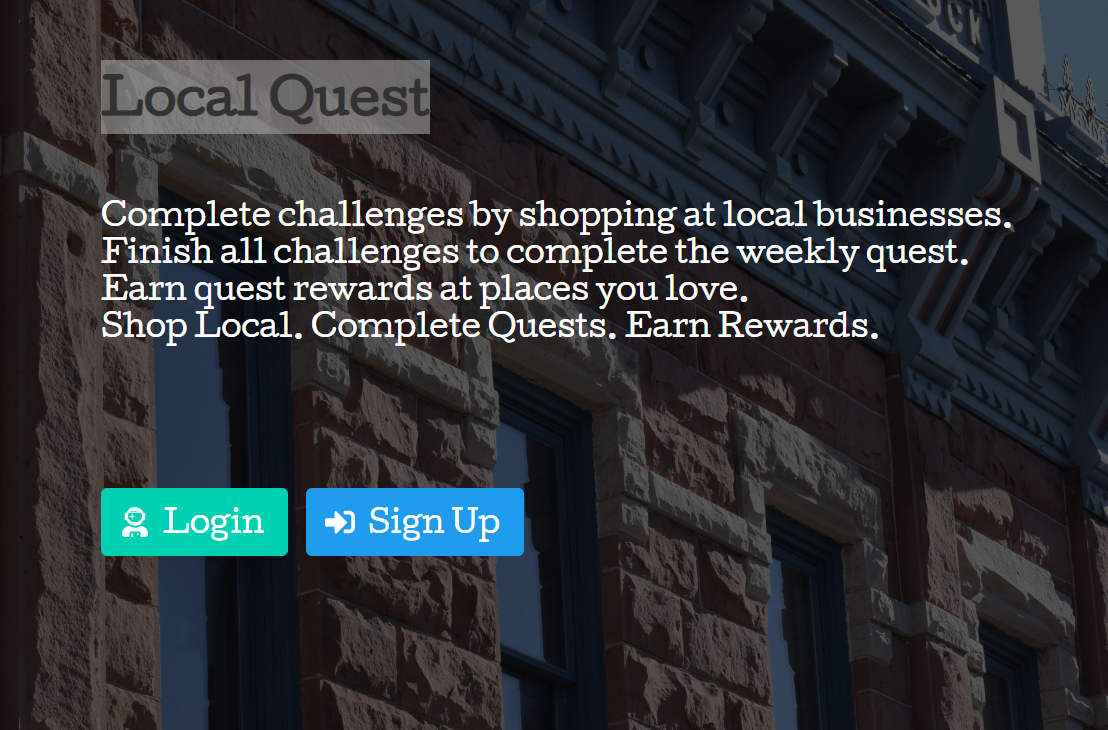 Local Quest
Complete challenges by shopping at local businesses.
Finish all challenges to complete the weekly quest.
Earn quest rewards at places you love.
Shop Local. Complete Quests. Earn Rewards.
Login
Sign Up